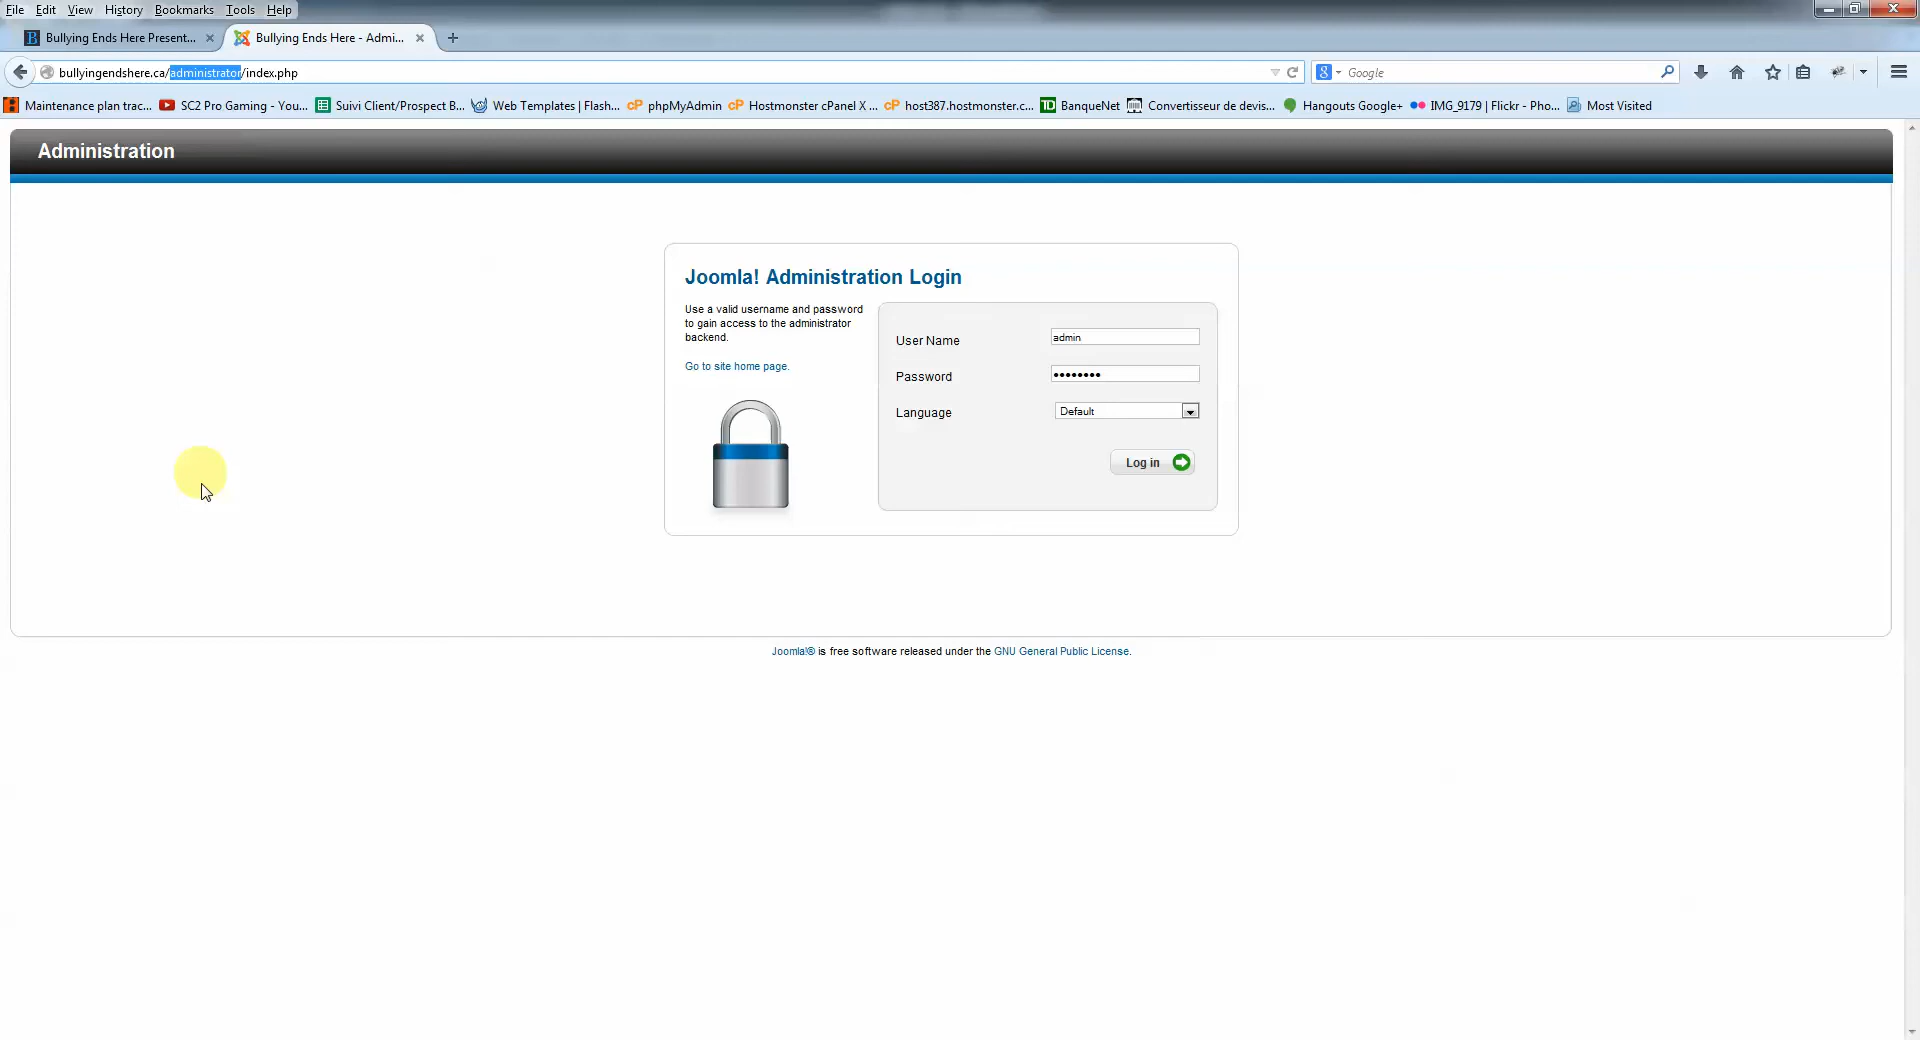 File Edit View History Bookmarks Tools Help
Bullying Ends Here Present... Bullying Ends Here - Admi...
bullyingendshere.ca/administrator/index.php Google
Maintenance plan trac... SC2 Pro Gaming - You... Suivi Client/Prospect B... Web Templates | Flash... phpMyAdmin Hostmonster cPanel X ... host387.hostmonster.c... BanqueNet Convertisseur de devis... Hangouts Google+ IMG_9179 | Flickr - Pho... Most Visited
Administration
Joomla! Administration Login
Use a valid username and password
to gain access to the administrator
backend.
Go to site home page.
User Name admin
Password ••••••••
Language Default
Log in
Joomla!® is free software released under the GNU General Public License.